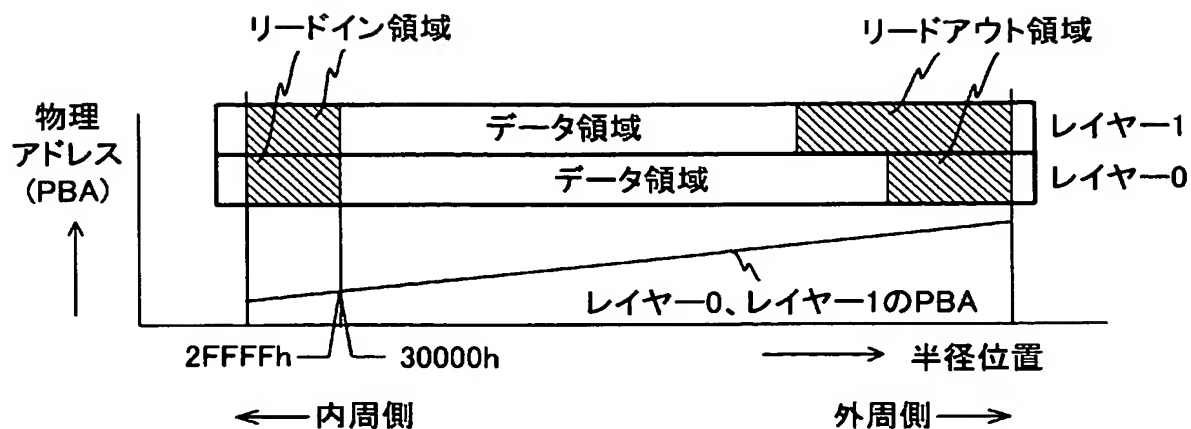 リードイン領域
リードアウト領域
物理
アドレス
(PBA)
データ領域
レイヤー1
データ領域
レイヤー0
レイヤー0、レイヤー1のPBA
2FFFFh
30000h
半径位置
内周側
外周側